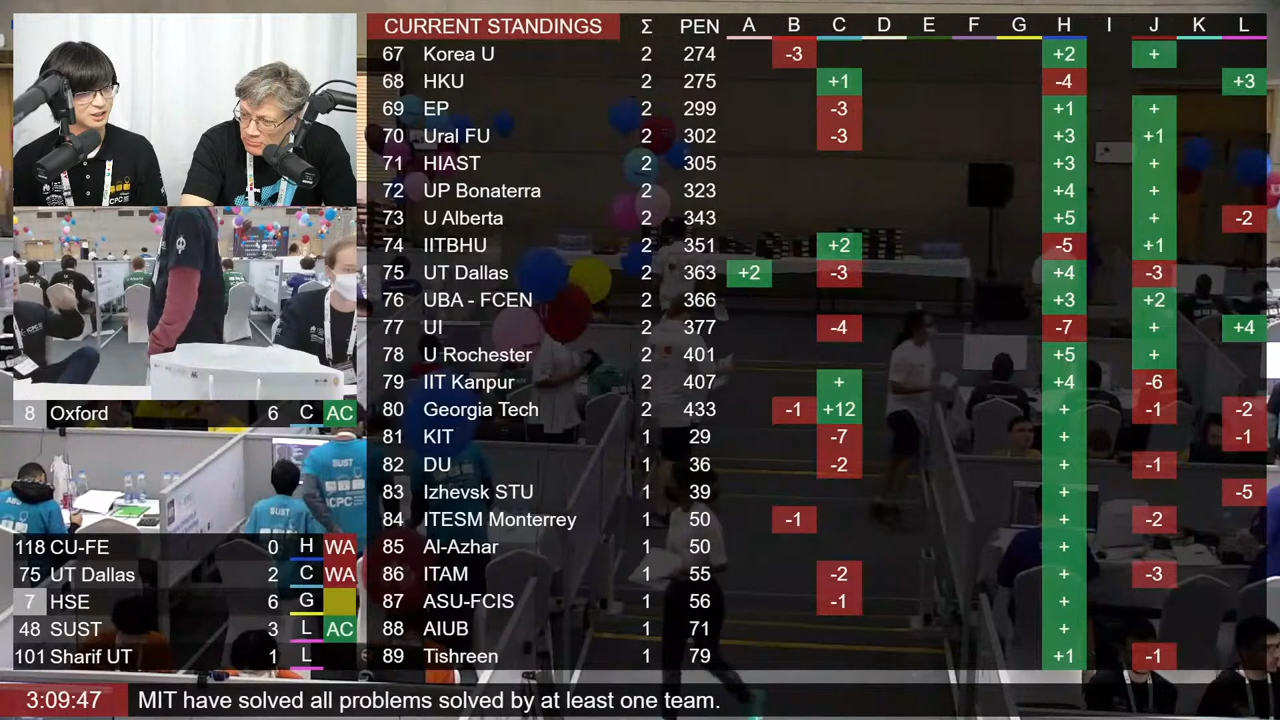 CURRENT STANDINGS Σ PEN A B C D E F G H I J K L
67 Korea U 2 274 -3 +2 +
68 HKU 2 275 +1 -4 +3
69 EP 2 299 -3 +1 +
70 Ural FU 2 302 -3 +3 +1
71 HIAST 2 305 +3 +
72 UP Bonaterra 2 323 +4 +
73 U Alberta 2 343 +5 + -2
74 IITBHU 2 351 +2 -5 +1
75 UT Dallas 2 363 +2 -3 +4 -3
76 UBA - FCEN 2 366 +3 +2
77 UI 2 377 -4 -7 + +4
78 U Rochester 2 401 +5 +
79 IIT Kanpur 2 407 + +4 -6
80 Georgia Tech 2 433 -1 +12 + -1 -2
81 KIT 1 29 -7 + -1
82 DU 1 36 -2 + -1
83 Izhevsk STU 1 39 + -5
84 ITESM Monterrey 1 50 -1 + -2
85 Al-Azhar 1 50 +
86 ITAM 1 55 -2 + -3
87 ASU-FCIS 1 56 -1 +
88 AIUB 1 71 +
89 Tishreen 1 79 +1 -1
8 Oxford 6 C AC
SUST
SUST
ICPC
118 CU-FE 0 H WA
75 UT Dallas 2 C WA
7 HSE 6 G
48 SUST 3 L AC
101 Sharif UT 1 L
3:09:47 MIT have solved all problems solved by at least one team.